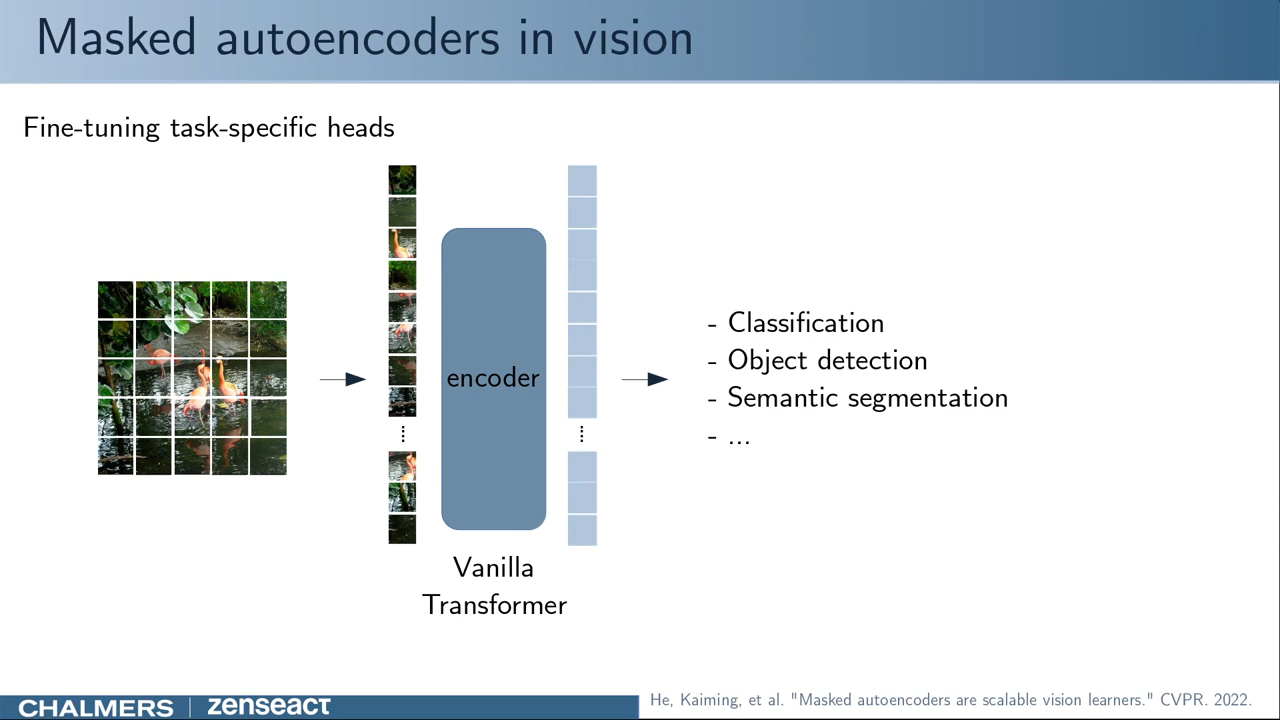 Masked autoencoders in vision
Fine-tuning task-specific heads
encoder
Vanilla
Transformer
- Classification
- Object detection
- Semantic segmentation
- ...
CHALMERS | zenseact
He, Kaiming, et al. "Masked autoencoders are scalable vision learners." CVPR. 2022.